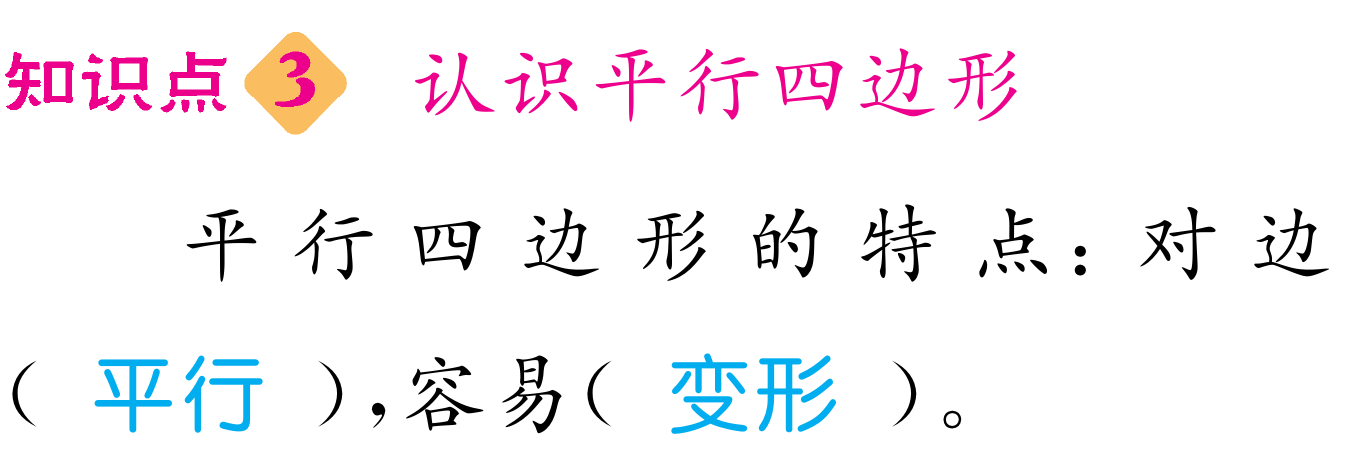 知识点3 认识平行四边形
平行四边形的特点：对边
（ 平行 ），容易（ 变形 ）。